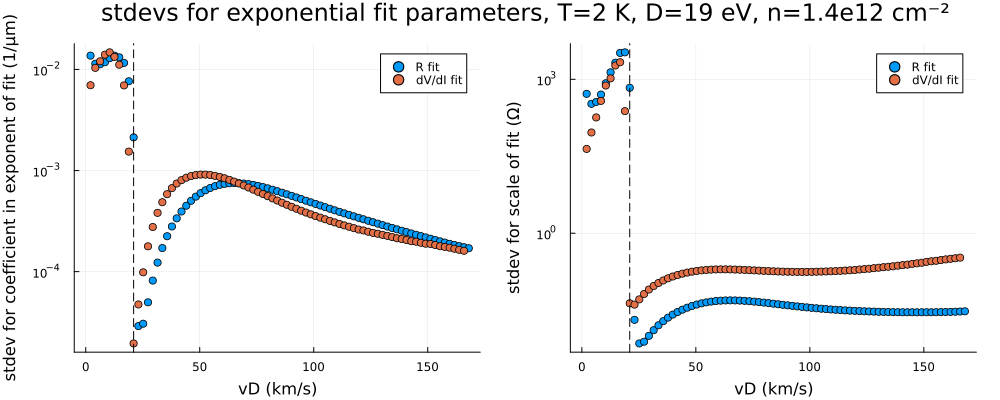 stdevs for exponential fit parameters, T=2 K, D=19 eV, n=1.4e12 cm⁻²
stdev for coefficient in exponent of fit (1/μm)
10⁻²
10⁻³
10⁻⁴
R fit
dV/dI fit
0
50
100
150
vD (km/s)
stdev for scale of fit (Ω)
10³
10⁰
R fit
dV/dI fit
0
50
100
150
vD (km/s)